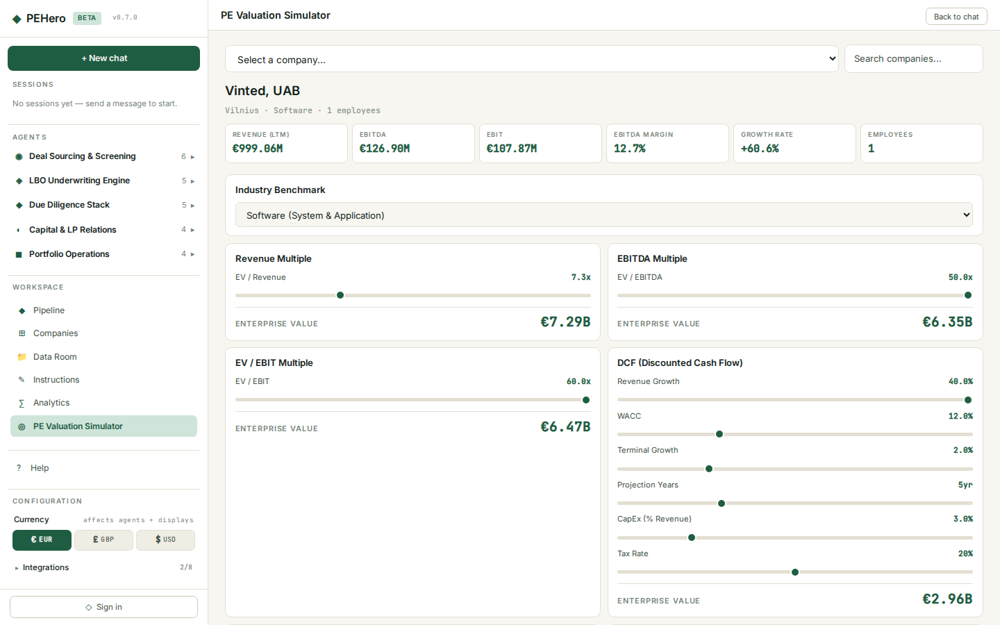 PEHero BETA v0.7.0
+ New chat
SESSIONS
No sessions yet — send a message to start.
AGENTS
Deal Sourcing & Screening 6
LBO Underwriting Engine 5
Due Diligence Stack 5
Capital & LP Relations 4
Portfolio Operations 4
WORKSPACE
Pipeline
Companies
Data Room
Instructions
Analytics
PE Valuation Simulator
? Help
CONFIGURATION
Currency affects agents + displays
€ EUR £ GBP $ USD
Integrations 2/8
Sign in
PE Valuation Simulator Back to chat
Select a company... Search companies...
Vinted, UAB
Vilnius · Software · 1 employees
REVENUE (LTM) EBITDA EBIT EBITDA MARGIN GROWTH RATE EMPLOYEES
€999.06M €126.90M €107.87M 12.7% +60.6% 1
Industry Benchmark
Software (System & Application)
Revenue Multiple
EV / Revenue 7.3x
ENTERPRISE VALUE €7.29B
EBITDA Multiple
EV / EBITDA 50.0x
ENTERPRISE VALUE €6.35B
EV / EBIT Multiple
EV / EBIT 60.0x
ENTERPRISE VALUE €6.47B
DCF (Discounted Cash Flow)
Revenue Growth 40.0%
WACC 12.0%
Terminal Growth 2.0%
Projection Years 5yr
CapEx (% Revenue) 3.0%
Tax Rate 20%
ENTERPRISE VALUE €2.96B